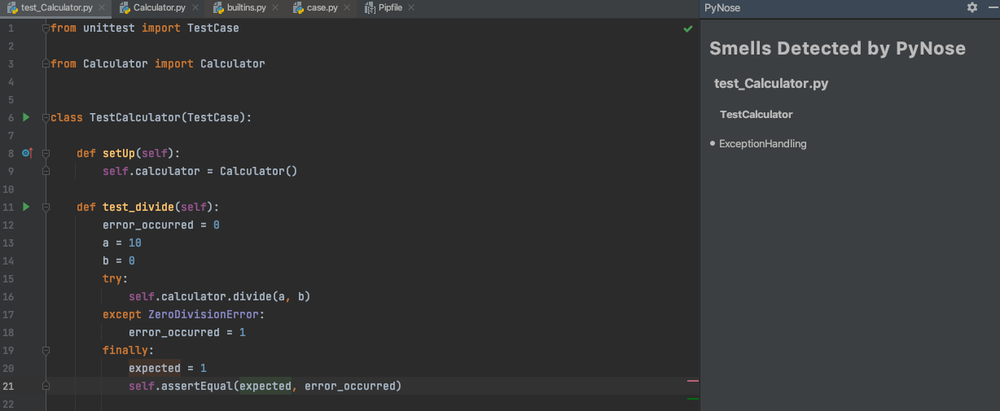 test_Calculator.py Calculator.py builtins.py case.py Pipfile PyNose
1 from unittest import TestCase
2
3 from Calculator import Calculator
4
5
6 class TestCalculator(TestCase):
7
8 def setUp(self):
9 self.calculator = Calculator()
10
11 def test_divide(self):
12 error_occurred = 0
13 a = 10
14 b = 0
15 try:
16 self.calculator.divide(a, b)
17 except ZeroDivisionError:
18 error_occurred = 1
19 finally:
20 expected = 1
21 self.assertEqual(expected, error_occurred)
22
Smells Detected by PyNose
test_Calculator.py
TestCalculator
• ExceptionHandling